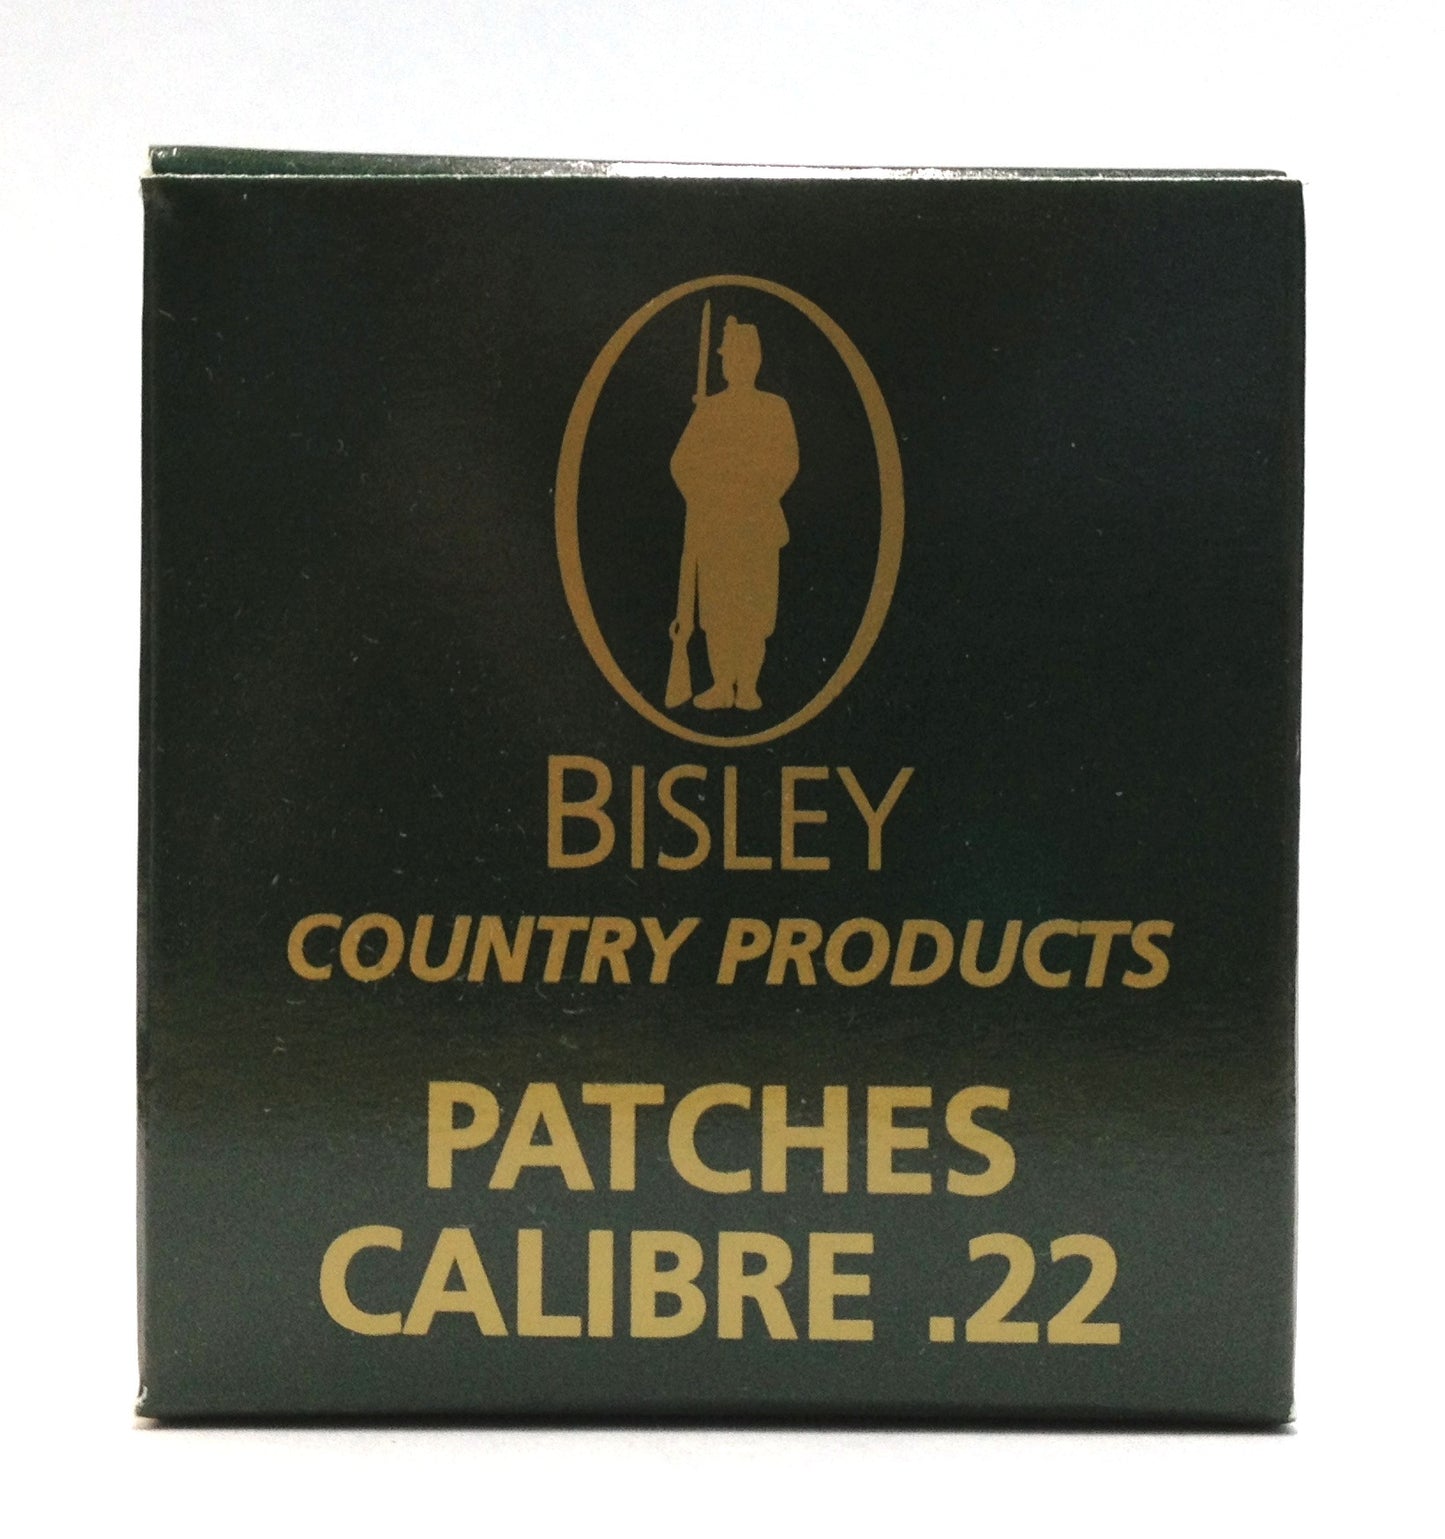 BISLEY
COUNTRY PRODUCTS
PATCHES
CALIBRE .22